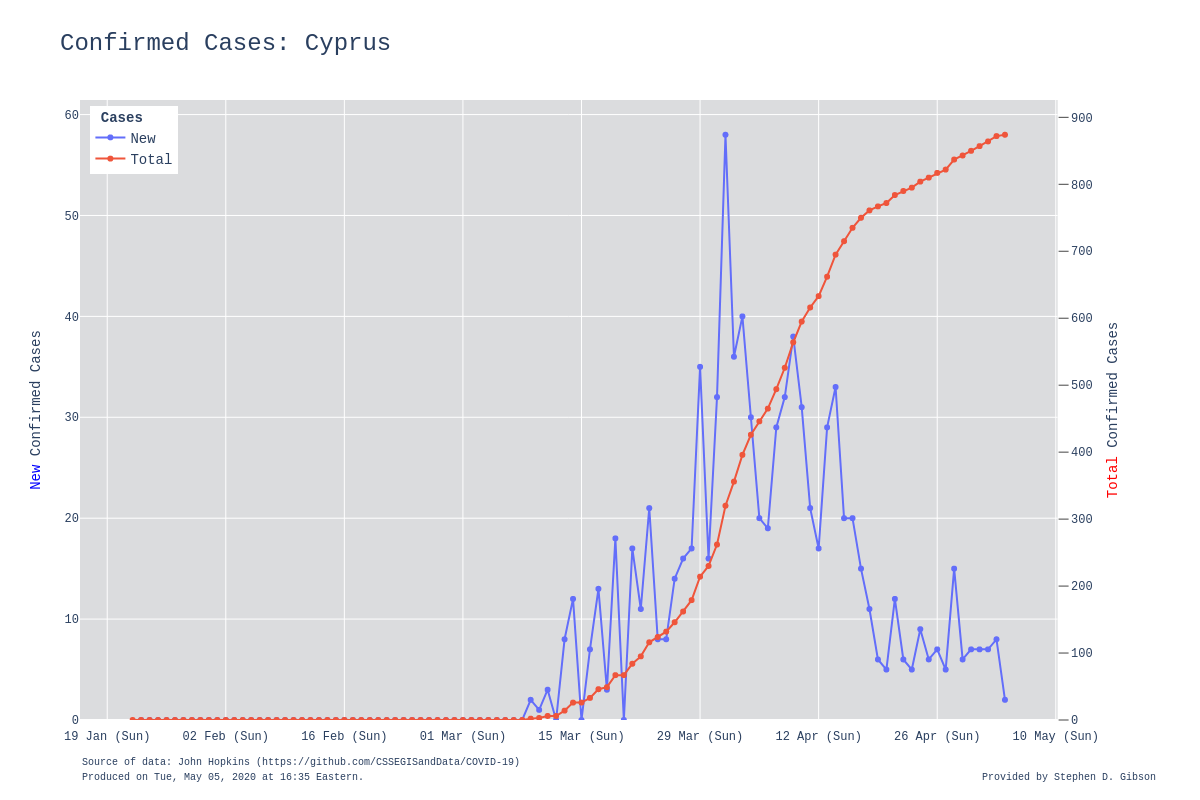 Confirmed Cases: Cyprus
Cases
New
Total
60
50
40
30
20
10
0
900
800
700
600
500
400
300
200
100
0
New Confirmed Cases
Total Confirmed Cases
19 Jan (Sun) 02 Feb (Sun) 16 Feb (Sun) 01 Mar (Sun) 15 Mar (Sun) 29 Mar (Sun) 12 Apr (Sun) 26 Apr (Sun) 10 May (Sun)
Source of data: John Hopkins (https://github.com/CSSEGISandData/COVID-19)
Produced on Tue, May 05, 2020 at 16:35 Eastern.
Provided by Stephen D. Gibson